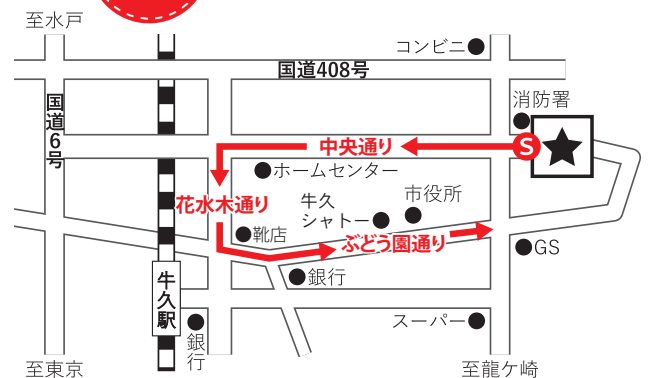 至水戸
コンビニ
国道408号
国道6号
消防署
S
中央通り
ホームセンター
花水木通り
牛久
シャトー
市役所
靴店
ぶどう園通り
GS
銀行
牛久駅
銀行
スーパー
至東京
至龍ケ崎